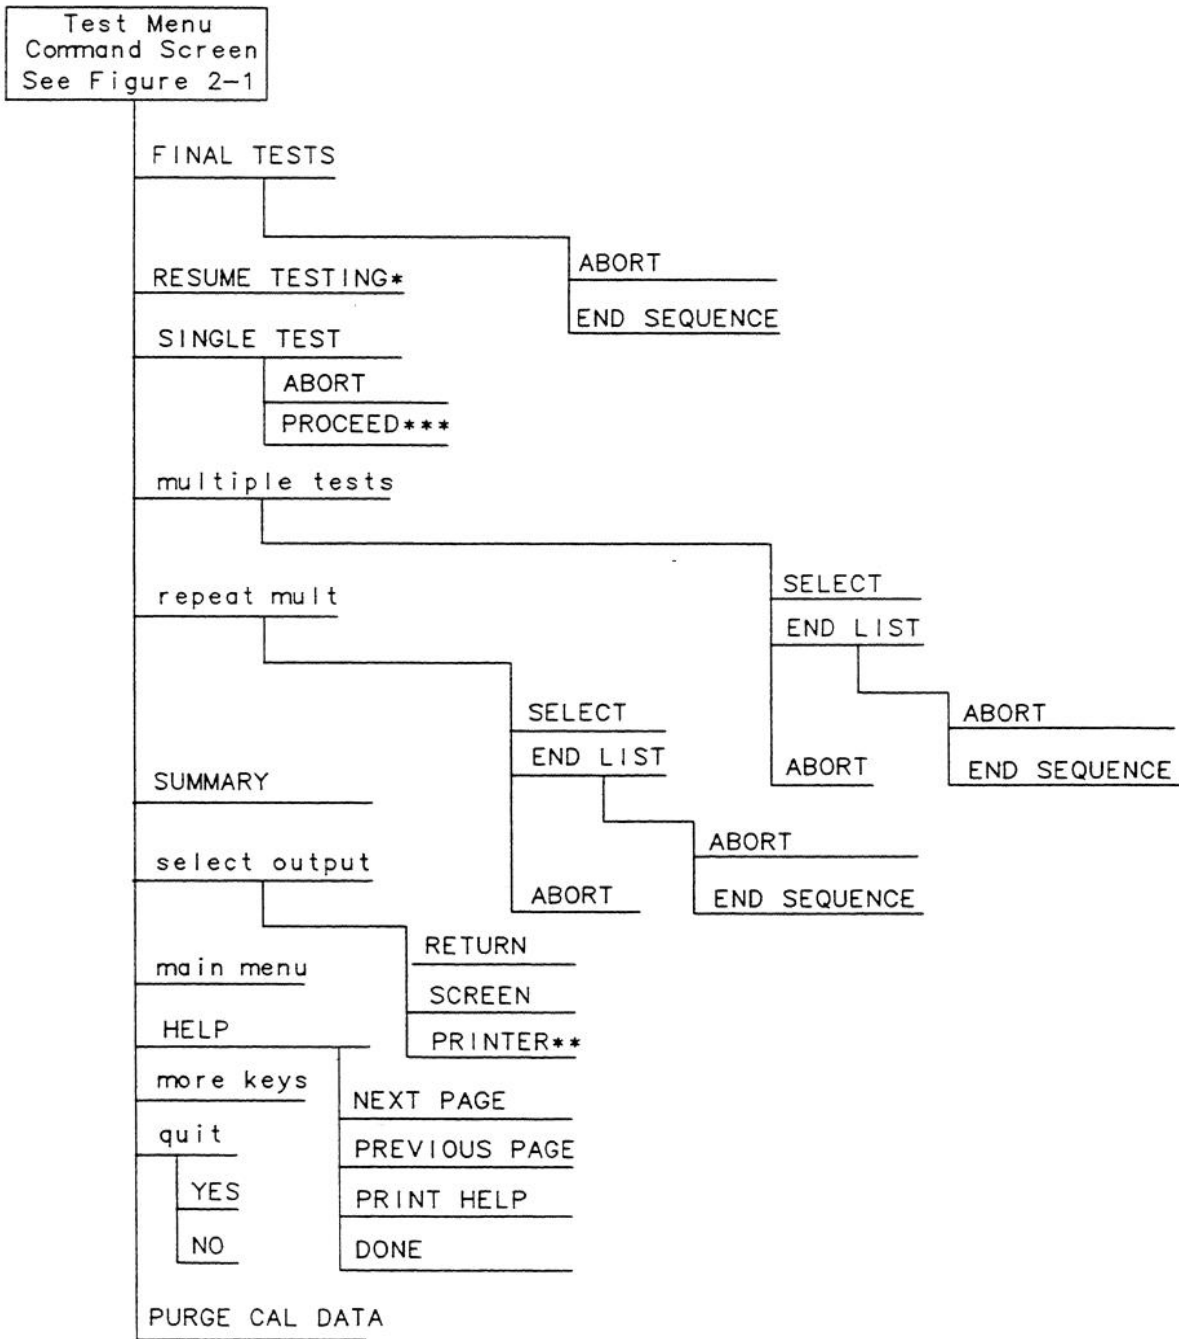 Test Menu
Command Screen
See Figure 2-1
FINAL TESTS
ABORT
END SEQUENCE
RESUME TESTING*
SINGLE TEST
ABORT
PROCEED***
multiple tests
SELECT
END LIST
ABORT
END SEQUENCE
ABORT
repeat mult
SELECT
END LIST
ABORT
END SEQUENCE
ABORT
SUMMARY
select output
RETURN
SCREEN
PRINTER**
main menu
HELP
NEXT PAGE
PREVIOUS PAGE
PRINT HELP
DONE
more keys
quit
YES
NO
PURGE CAL DATA